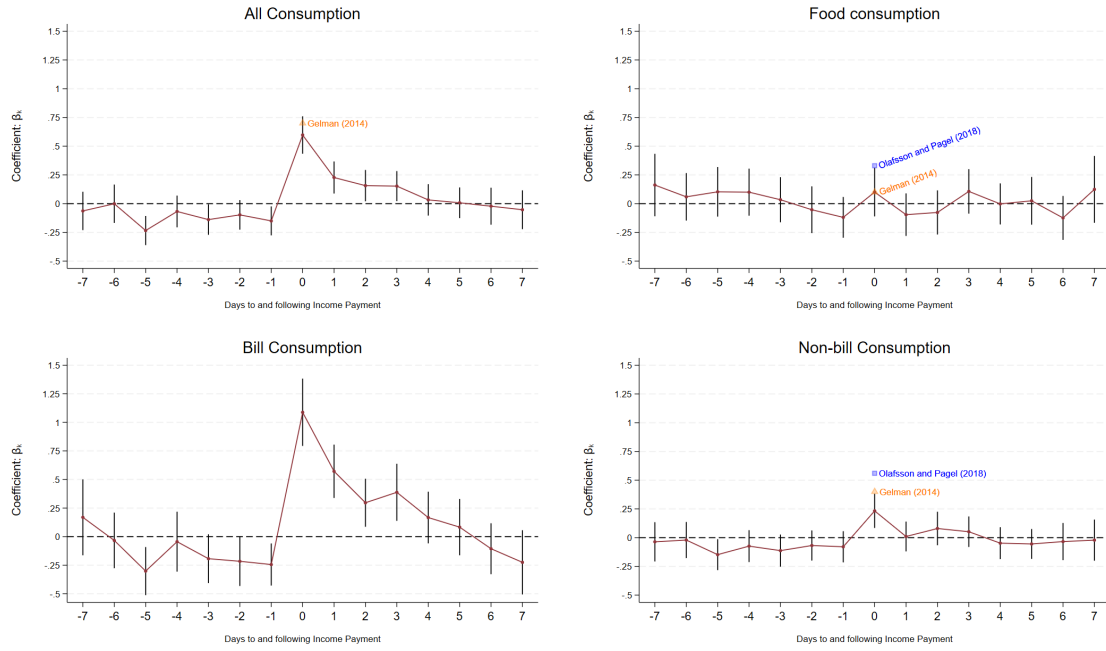 All Consumption
1.5
1.25
1
.75
.5
.25
0
-.25
-.5
Coefficient: βₖ
Gelman (2014)
-7 -6 -5 -4 -3 -2 -1 0 1 2 3 4 5 6 7
Days to and following Income Payment
Food consumption
1.5
1.25
1
.75
.5
.25
0
-.25
-.5
Coefficient: βₖ
Olafsson and Pagel (2018)
Gelman (2014)
-7 -6 -5 -4 -3 -2 -1 0 1 2 3 4 5 6 7
Days to and following Income Payment
Bill Consumption
1.5
1.25
1
.75
.5
.25
0
-.25
-.5
Coefficient: βₖ
-7 -6 -5 -4 -3 -2 -1 0 1 2 3 4 5 6 7
Days to and following Income Payment
Non-bill Consumption
1.5
1.25
1
.75
.5
.25
0
-.25
-.5
Coefficient: βₖ
Olafsson and Pagel (2018)
Gelman (2014)
-7 -6 -5 -4 -3 -2 -1 0 1 2 3 4 5 6 7
Days to and following Income Payment